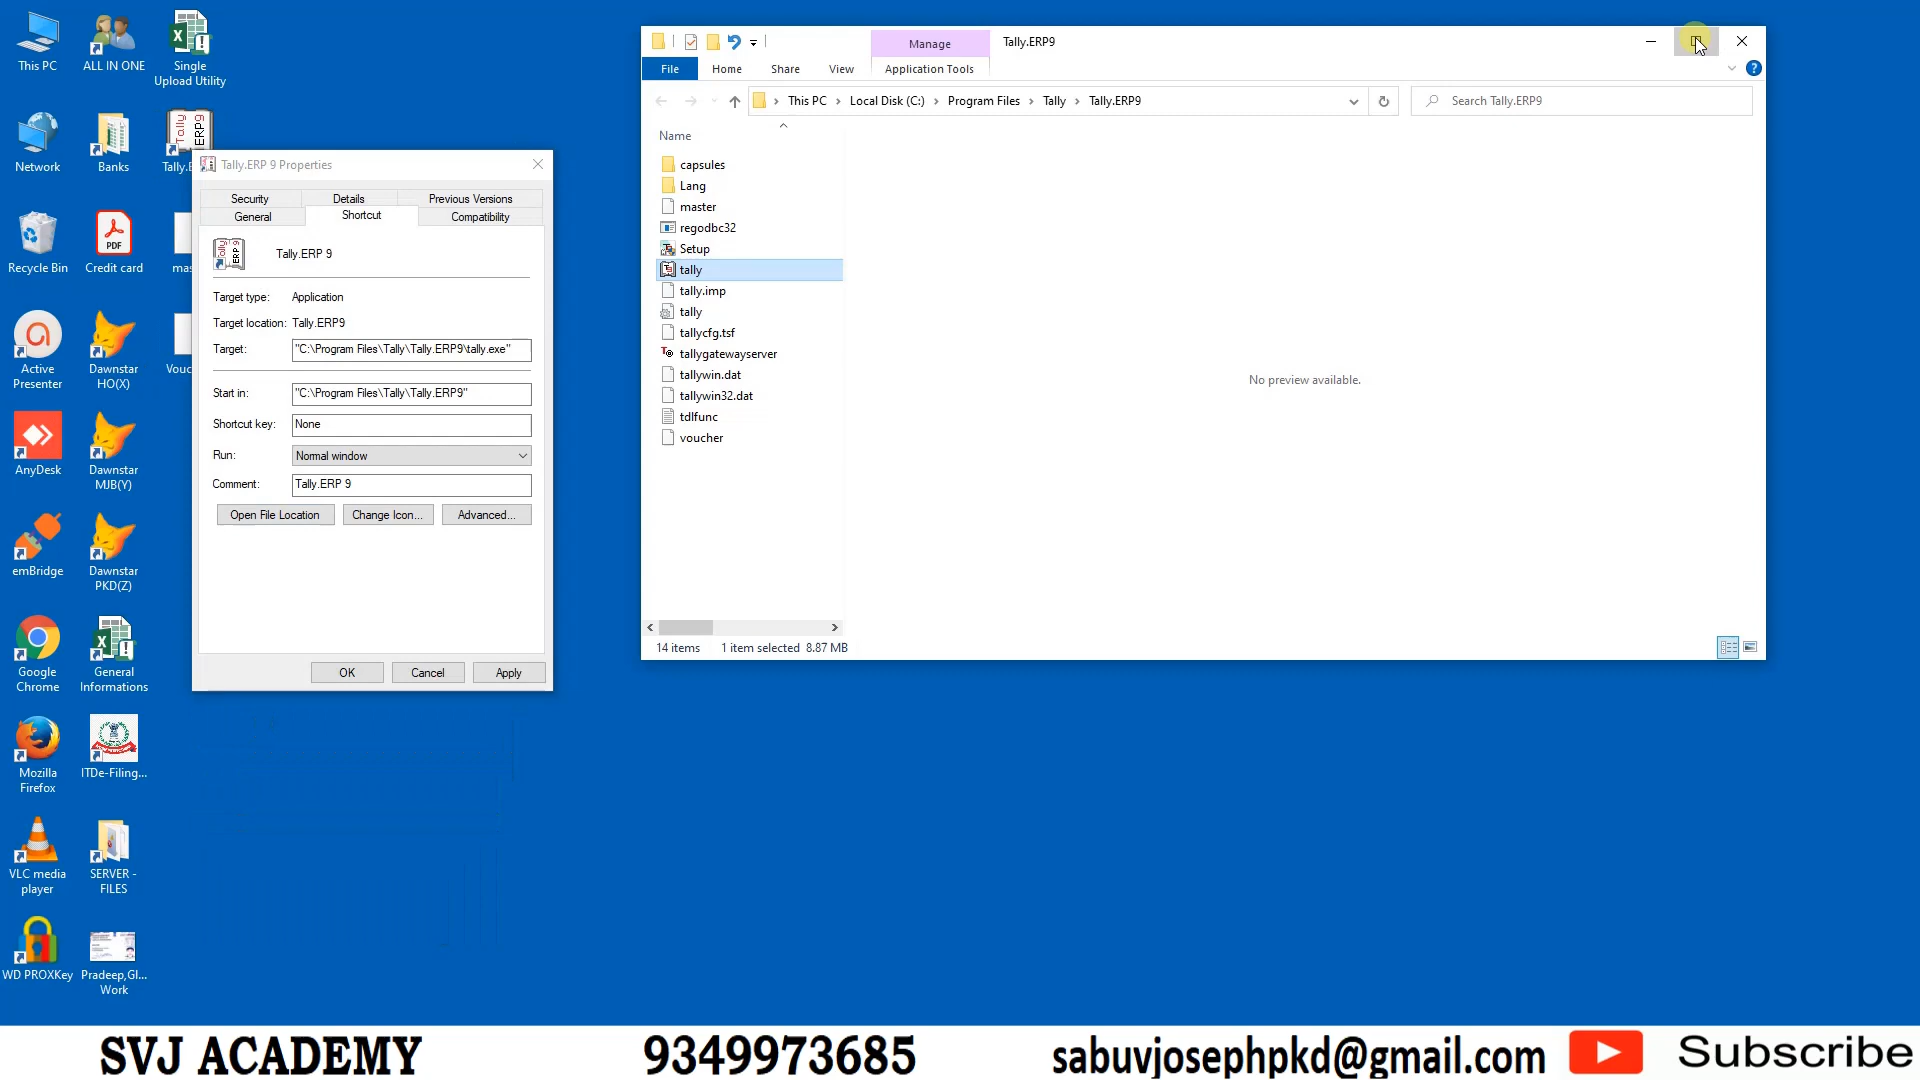 This PC
ALL IN ONE
Single
Upload Utility
Network
Banks
Tally
ERP9
Recycle Bin
PDF
Credit card
Active
Presenter
Dawnstar
HO(X)
AnyDesk
Dawnstar
MJB(Y)
emBridge
Dawnstar
PKD(Z)
Google
Chrome
General
Informations
Mozilla
Firefox
ITDe-Filing...
VLC media
player
SERVER -
FILES
WD PROXKey
Pradeep,GI...
Work
Tally.ERP 9 Properties
Security
Details
Previous Versions
General
Shortcut
Compatibility
Tally
ERP 9
Tally.ERP 9
Target type: Application
Target location: Tally.ERP9
Target: "C:\Program Files\Tally\Tally.ERP9\tally.exe"
Start in: "C:\Program Files\Tally\Tally.ERP9"
Shortcut key: None
Run: Normal window
Comment: Tally.ERP 9
Open File Location
Change Icon...
Advanced...
OK
Cancel
Apply
Manage
Tally.ERP9
File
Home
Share
View
Application Tools
This PC
Local Disk (C:)
Program Files
Tally
Tally.ERP9
Search Tally.ERP9
Name
capsules
Lang
master
regodbc32
Setup
tally
tally.imp
tally
tallycfg.tsf
tallygatewayserver
tallywin.dat
tallywin32.dat
tdlfunc
voucher
No preview available.
14 items
1 item selected 8.87 MB
SVJ ACADEMY
9349973685
sabuvjosephpkd@gmail.com
Subscribe